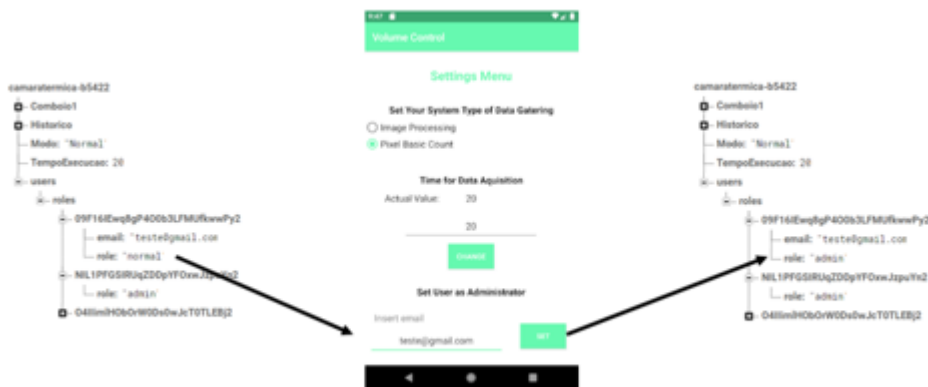 camaratermica-b5422
Comboio1
Historico
Modo: "Normal"
TempoExecucao: 20
users
roles
email: "teste@gmail.com
role: "normal
role: "admin"
9:47
Volume Control
Settings Menu
Set Your System Type of Data Gatering
Image Processing
Pixel Basic Count
Time for Data Aquisition
Actual Value: 20
20
CHANGE
Set User as Administrator
Insert email
teste@gmail.com
SET
camaratermica-b5422
Comboio1
Historico
Modo: "Normal"
TempoExecucao: 20
users
roles
email: "teste@gmail.com
role: "admin"
role: "admin"